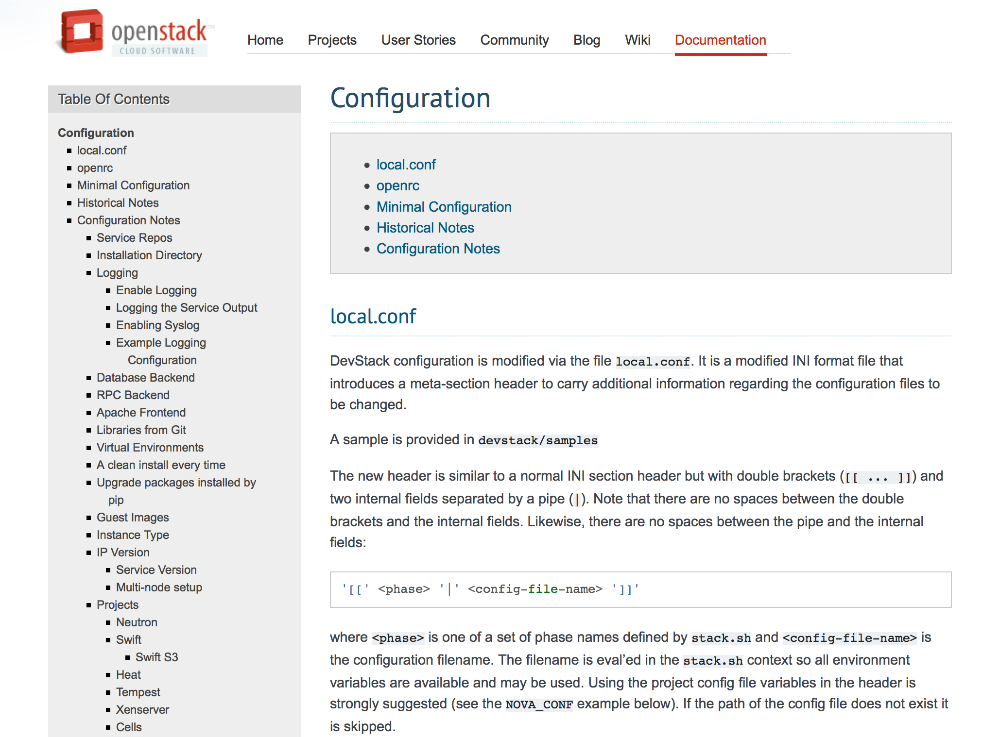 openstack™
CLOUD SOFTWARE
Home Projects User Stories Community Blog Wiki Documentation
Table Of Contents
Configuration
local.conf
openrc
Minimal Configuration
Historical Notes
Configuration Notes
Service Repos
Installation Directory
Logging
Enable Logging
Logging the Service Output
Enabling Syslog
Example Logging
Configuration
Database Backend
RPC Backend
Apache Frontend
Libraries from Git
Virtual Environments
A clean install every time
Upgrade packages installed by
pip
Guest Images
Instance Type
IP Version
Service Version
Multi-node setup
Projects
Neutron
Swift
Swift S3
Heat
Tempest
Xenserver
Cells
Configuration
local.conf
openrc
Minimal Configuration
Historical Notes
Configuration Notes
local.conf
DevStack configuration is modified via the file local.conf. It is a modified INI format file that
introduces a meta-section header to carry additional information regarding the configuration files to
be changed.
A sample is provided in devstack/samples
The new header is similar to a normal INI section header but with double brackets ([[ ... ]]) and
two internal fields separated by a pipe (|). Note that there are no spaces between the double
brackets and the internal fields. Likewise, there are no spaces between the pipe and the internal
fields:
'[[' <phase> '|' <config-file-name> ']]'
where <phase> is one of a set of phase names defined by stack.sh and <config-file-name> is
the configuration filename. The filename is eval’ed in the stack.sh context so all environment
variables are available and may be used. Using the project config file variables in the header is
strongly suggested (see the NOVA_CONF example below). If the path of the config file does not exist it
is skipped.